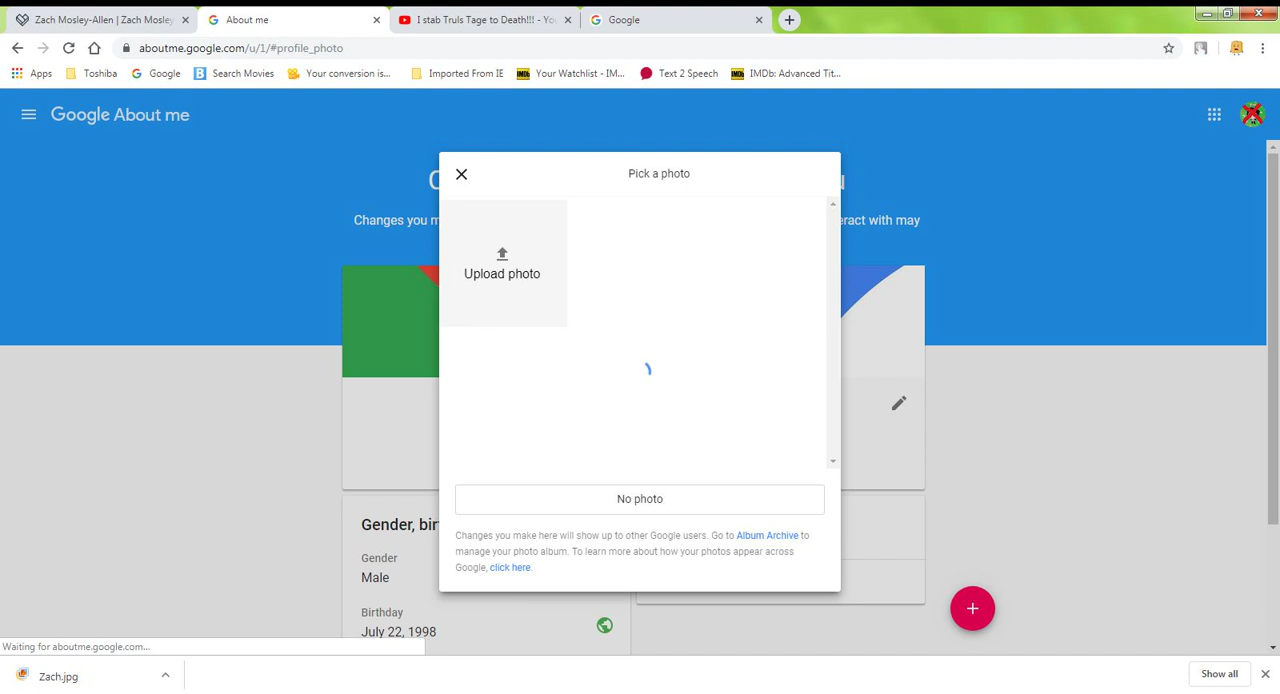 Zach Mosley-Allen | Zach Mosley
About me
I stab Truls Tage to Death!!! - Yo
Google
aboutme.google.com/u/1/#profile_photo
Apps Toshiba Google Search Movies Your conversion is... Imported From IE Your Watchlist - IM... Text 2 Speech IMDb: Advanced Tit...
Google About me
Pick a photo
C
u
Changes you m
eract with may
Upload photo
No photo
Changes you make here will show up to other Google users. Go to Album Archive to
manage your photo album. To learn more about how your photos appear across
Google, click here.
Gender, bir
Gender
Male
Birthday
July 22, 1998
Waiting for aboutme.google.com...
Zach.jpg
Show all